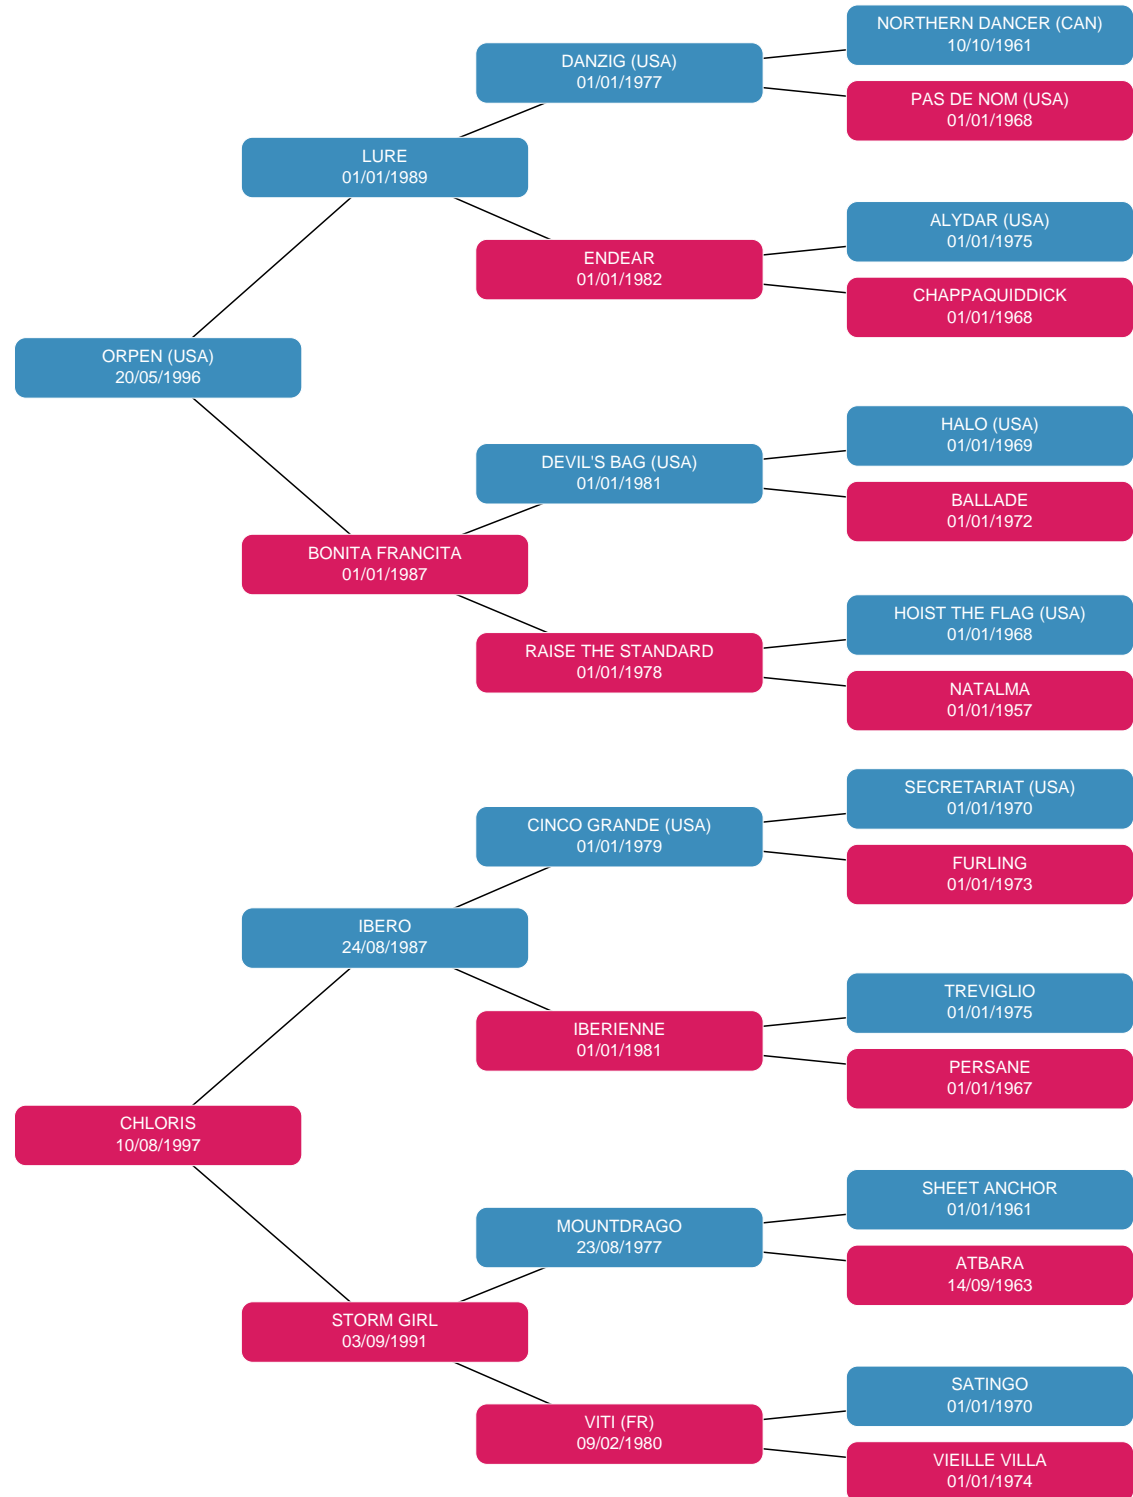 NORTHERN DANCER (CAN)
10/10/1961
DANZIG (USA)
01/01/1977
PAS DE NOM (USA)
01/01/1968
LURE
01/01/1989
ALYDAR (USA)
01/01/1975
ENDEAR
01/01/1982
CHAPPAQUIDDICK
01/01/1968
ORPEN (USA)
20/05/1996
HALO (USA)
01/01/1969
DEVIL'S BAG (USA)
01/01/1981
BALLADE
01/01/1972
BONITA FRANCITA
01/01/1987
HOIST THE FLAG (USA)
01/01/1968
RAISE THE STANDARD
01/01/1978
NATALMA
01/01/1957
SECRETARIAT (USA)
01/01/1970
CINCO GRANDE (USA)
01/01/1979
FURLING
01/01/1973
IBERO
24/08/1987
TREVIGLIO
01/01/1975
IBERIENNE
01/01/1981
PERSANE
01/01/1967
CHLORIS
10/08/1997
SHEET ANCHOR
01/01/1961
MOUNTDRAGO
23/08/1977
ATBARA
14/09/1963
STORM GIRL
03/09/1991
SATINGO
01/01/1970
VITI (FR)
09/02/1980
VIEILLE VILLA
01/01/1974